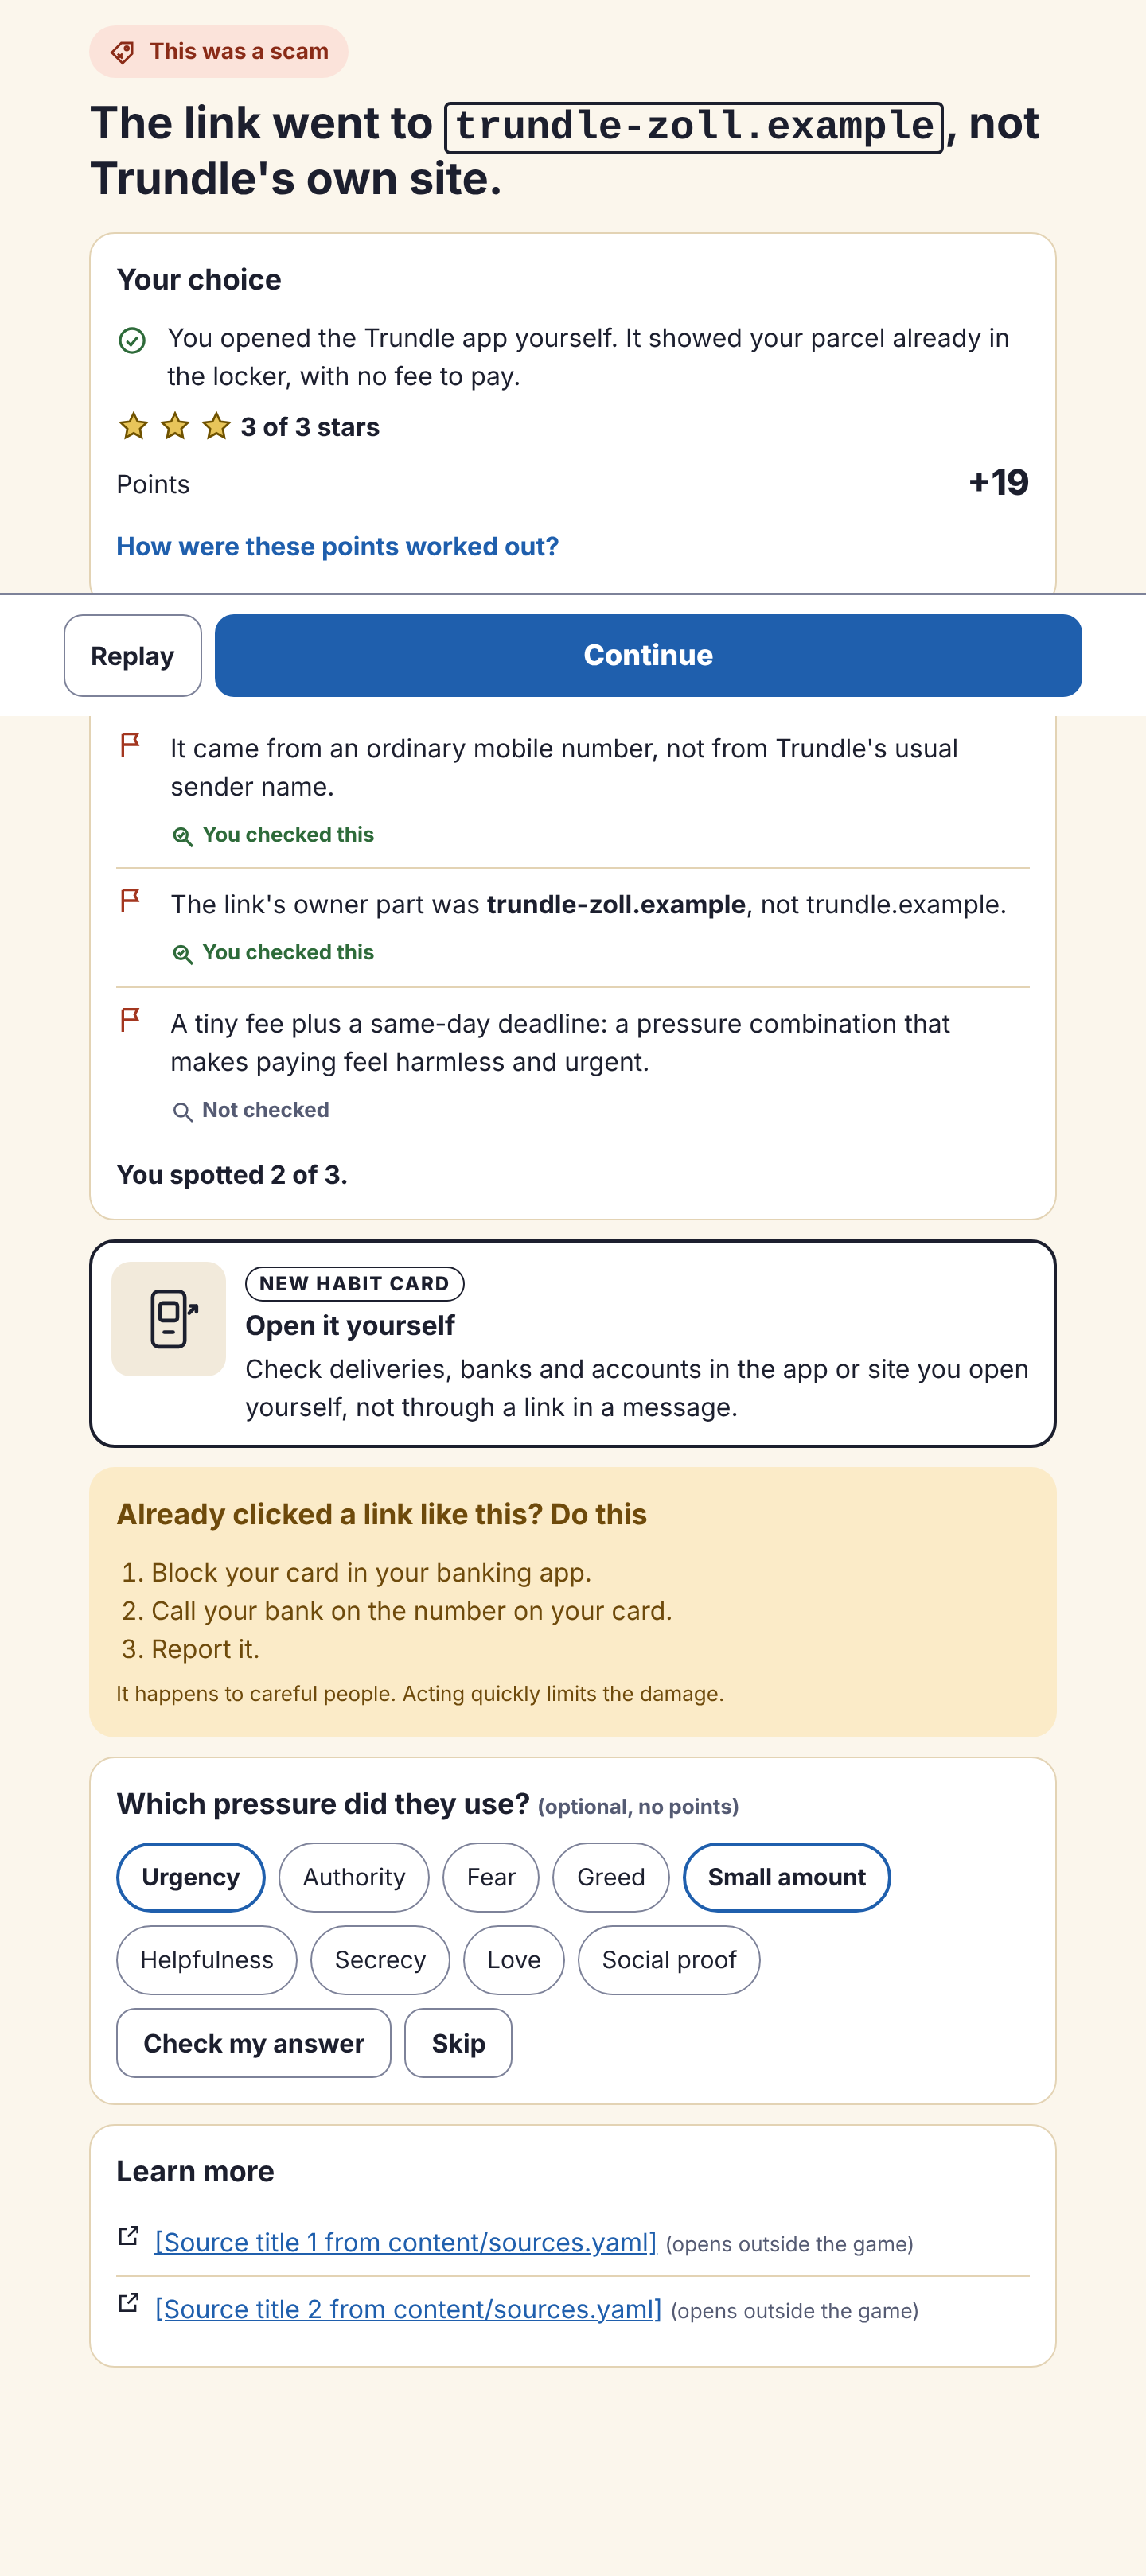 This was a scam
The link went to trundle-zoll.example, not
Trundle's own site.
Your choice
You opened the Trundle app yourself. It showed your parcel already in
the locker, with no fee to pay.
3 of 3 stars
Points +19
How were these points worked out?
Replay Continue
It came from an ordinary mobile number, not from Trundle's usual
sender name.
You checked this
The link's owner part was trundle-zoll.example, not trundle.example.
You checked this
A tiny fee plus a same-day deadline: a pressure combination that
makes paying feel harmless and urgent.
Not checked
You spotted 2 of 3.
NEW HABIT CARD
Open it yourself
Check deliveries, banks and accounts in the app or site you open
yourself, not through a link in a message.
Already clicked a link like this? Do this
1. Block your card in your banking app.
2. Call your bank on the number on your card.
3. Report it.
It happens to careful people. Acting quickly limits the damage.
Which pressure did they use? (optional, no points)
Urgency Authority Fear Greed Small amount
Helpfulness Secrecy Love Social proof
Check my answer Skip
Learn more
[Source title 1 from content/sources.yaml] (opens outside the game)
[Source title 2 from content/sources.yaml] (opens outside the game)